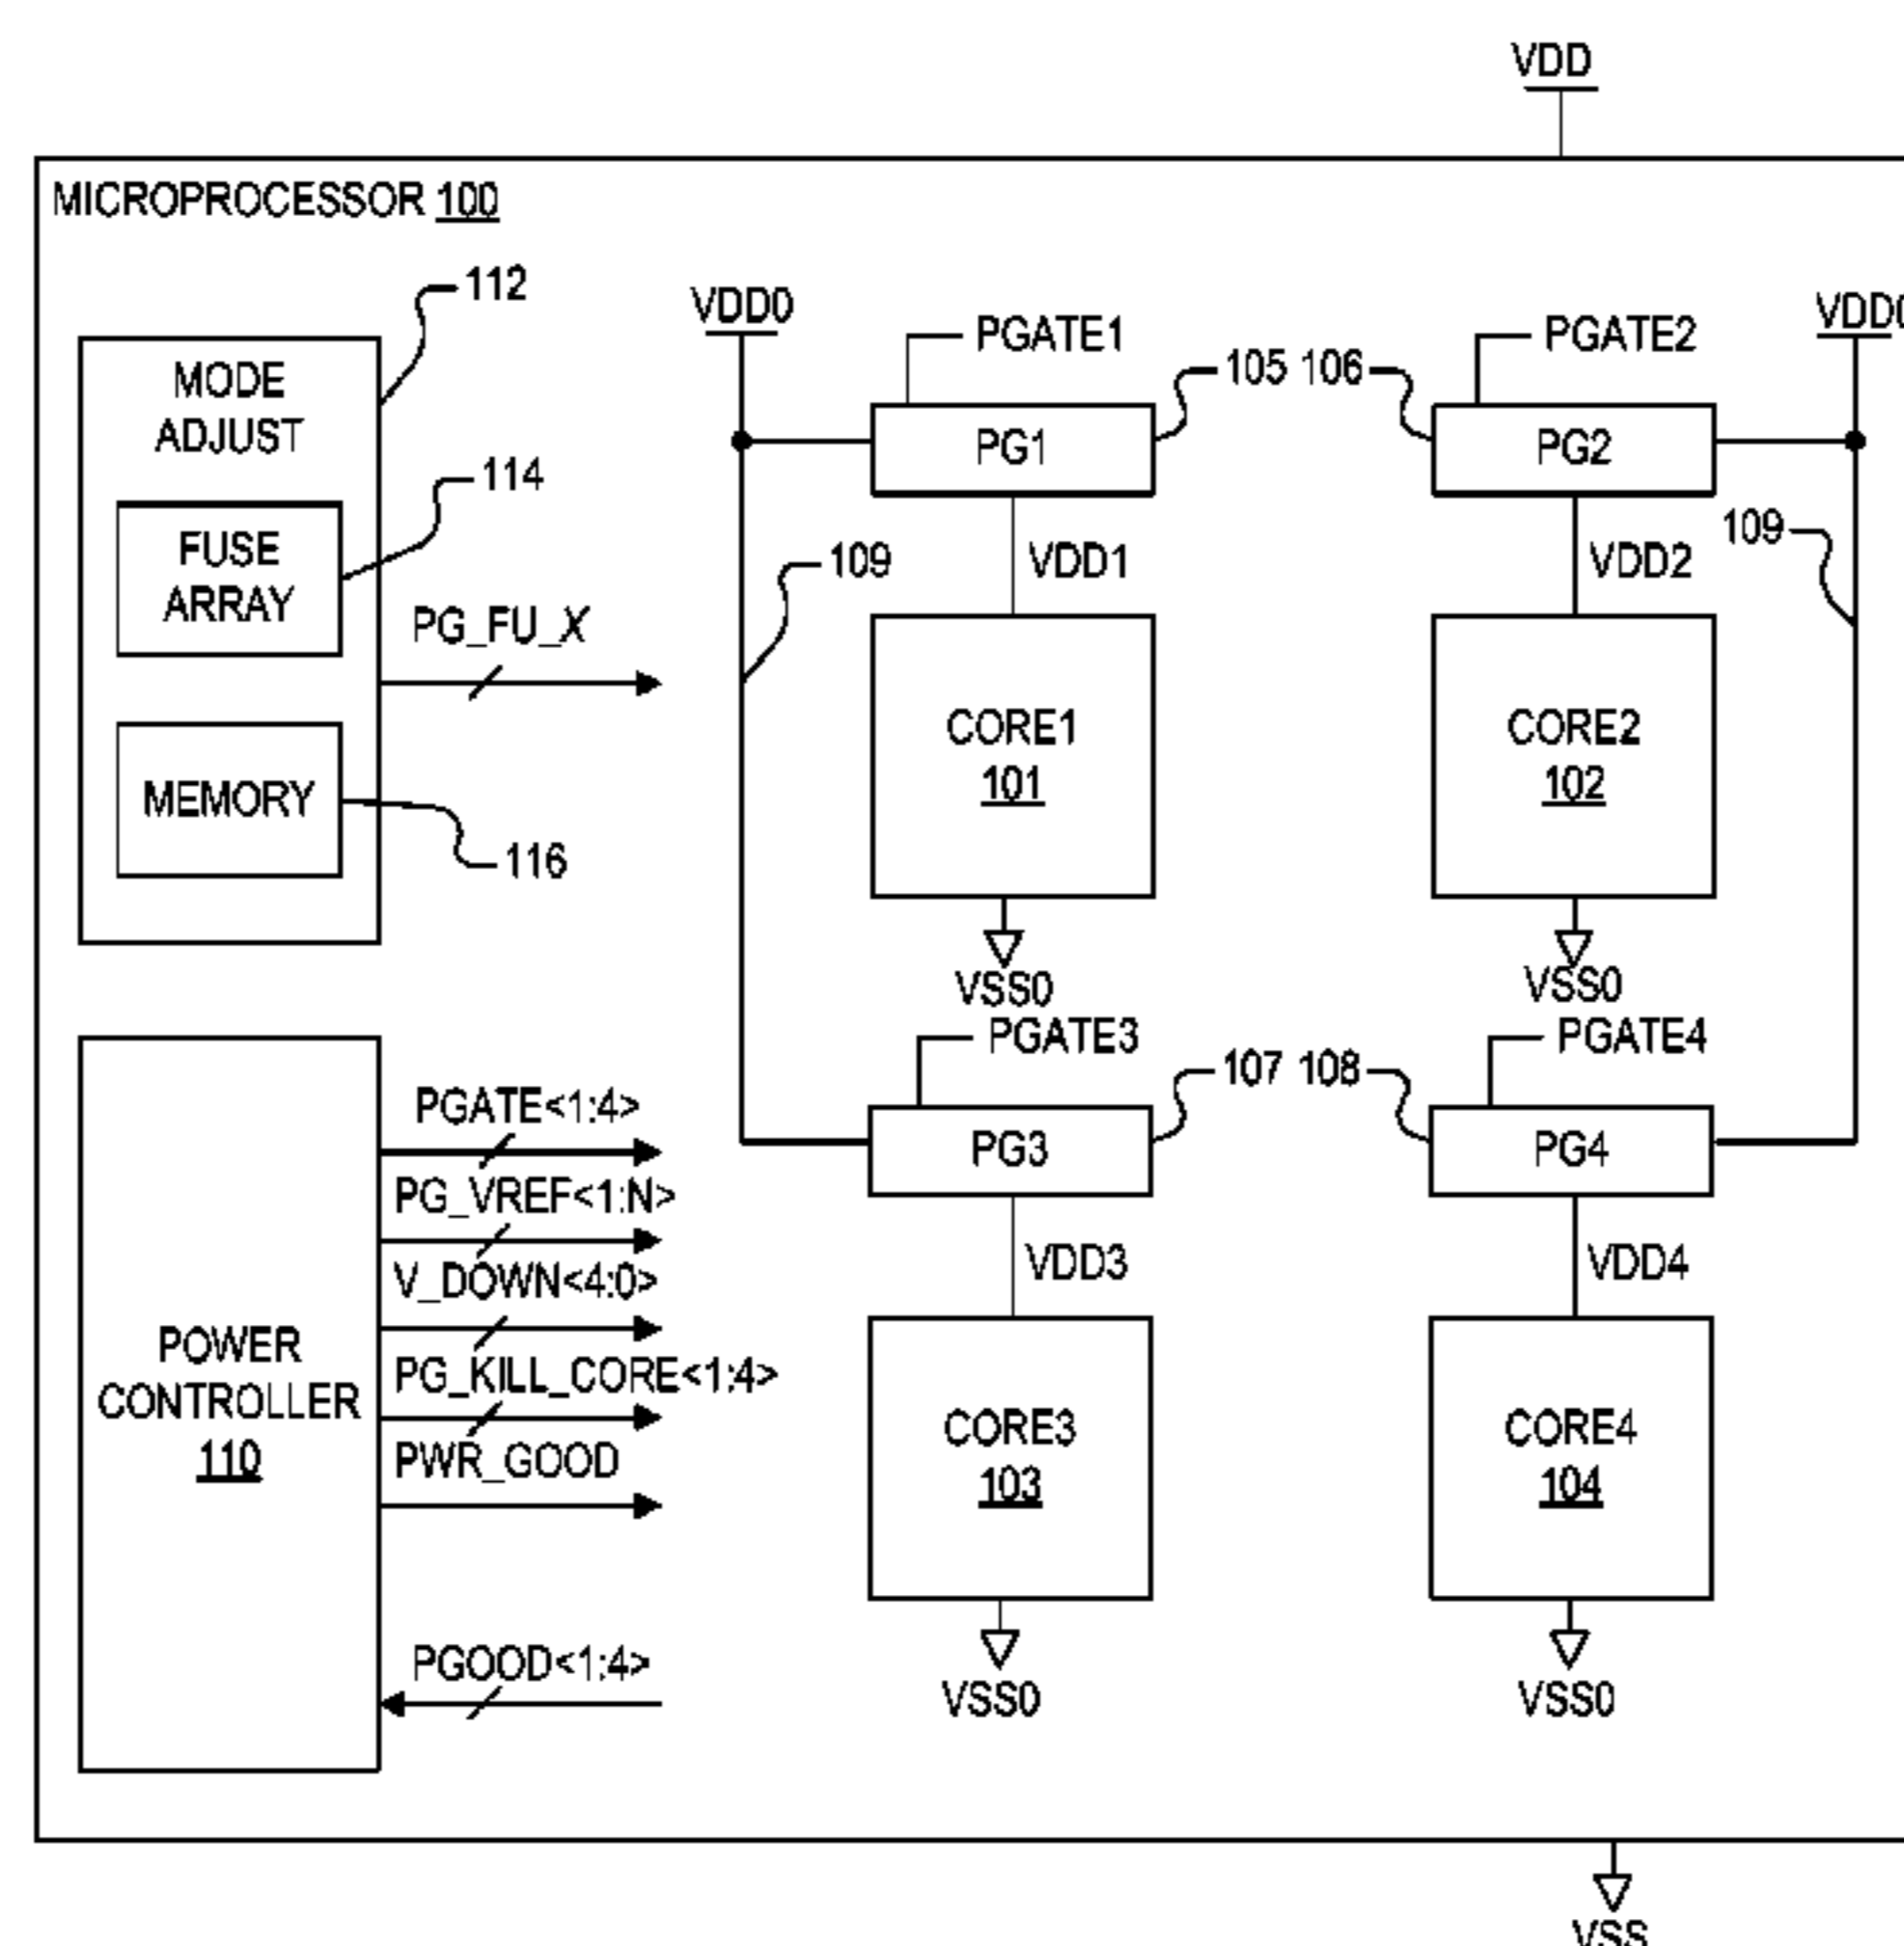 VDD
MICROPROCESSOR 100
112
MODE
ADJUST
114
FUSE
ARRAY
PG_FU_X
MEMORY
116
VDD0
PGATE1
105
PG1
109
VDD1
CORE1
101
VSS0
106
PGATE2
VDD0
PG2
109
VDD2
CORE2
102
VSS0
PGATE3
107
PG3
VDD3
CORE3
103
VSS0
108
PGATE4
PG4
VDD4
CORE4
104
VSS0
POWER
CONTROLLER
110
PGATE<1:4>
PG_VREF<1:N>
V_DOWN<4:0>
PG_KILL_CORE<1:4>
PWR_GOOD
PGOOD<1:4>
VSS